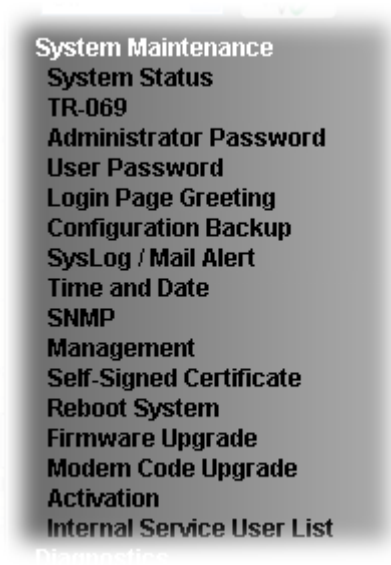 System Maintenance
System Status
TR-069
Administrator Password
User Password
Login Page Greeting
Configuration Backup
SysLog / Mail Alert
Time and Date
SNMP
Management
Self-Signed Certificate
Reboot System
Firmware Upgrade
Modem Code Upgrade
Activation
Internal Service User List
Diagnostics